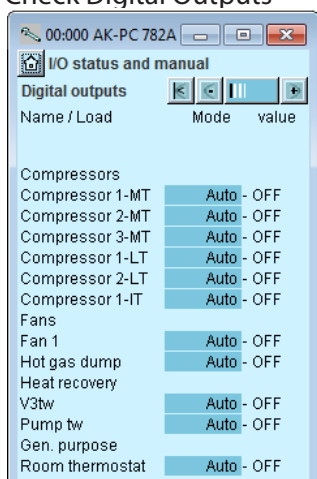 Check Digital Outputs
00:000 AK-PC 782A
I/O status and manual
Digital outputs
Name / Load Mode value
Compressors
Compressor 1-MT Auto - OFF
Compressor 2-MT Auto - OFF
Compressor 3-MT Auto - OFF
Compressor 1-LT Auto - OFF
Compressor 2-LT Auto - OFF
Compressor 1-IT Auto - OFF
Fans
Fan 1 Auto - OFF
Hot gas dump Auto - OFF
Heat recovery
V3tw Auto - OFF
Pump tw Auto - OFF
Gen. purpose
Room thermostat Auto - OFF